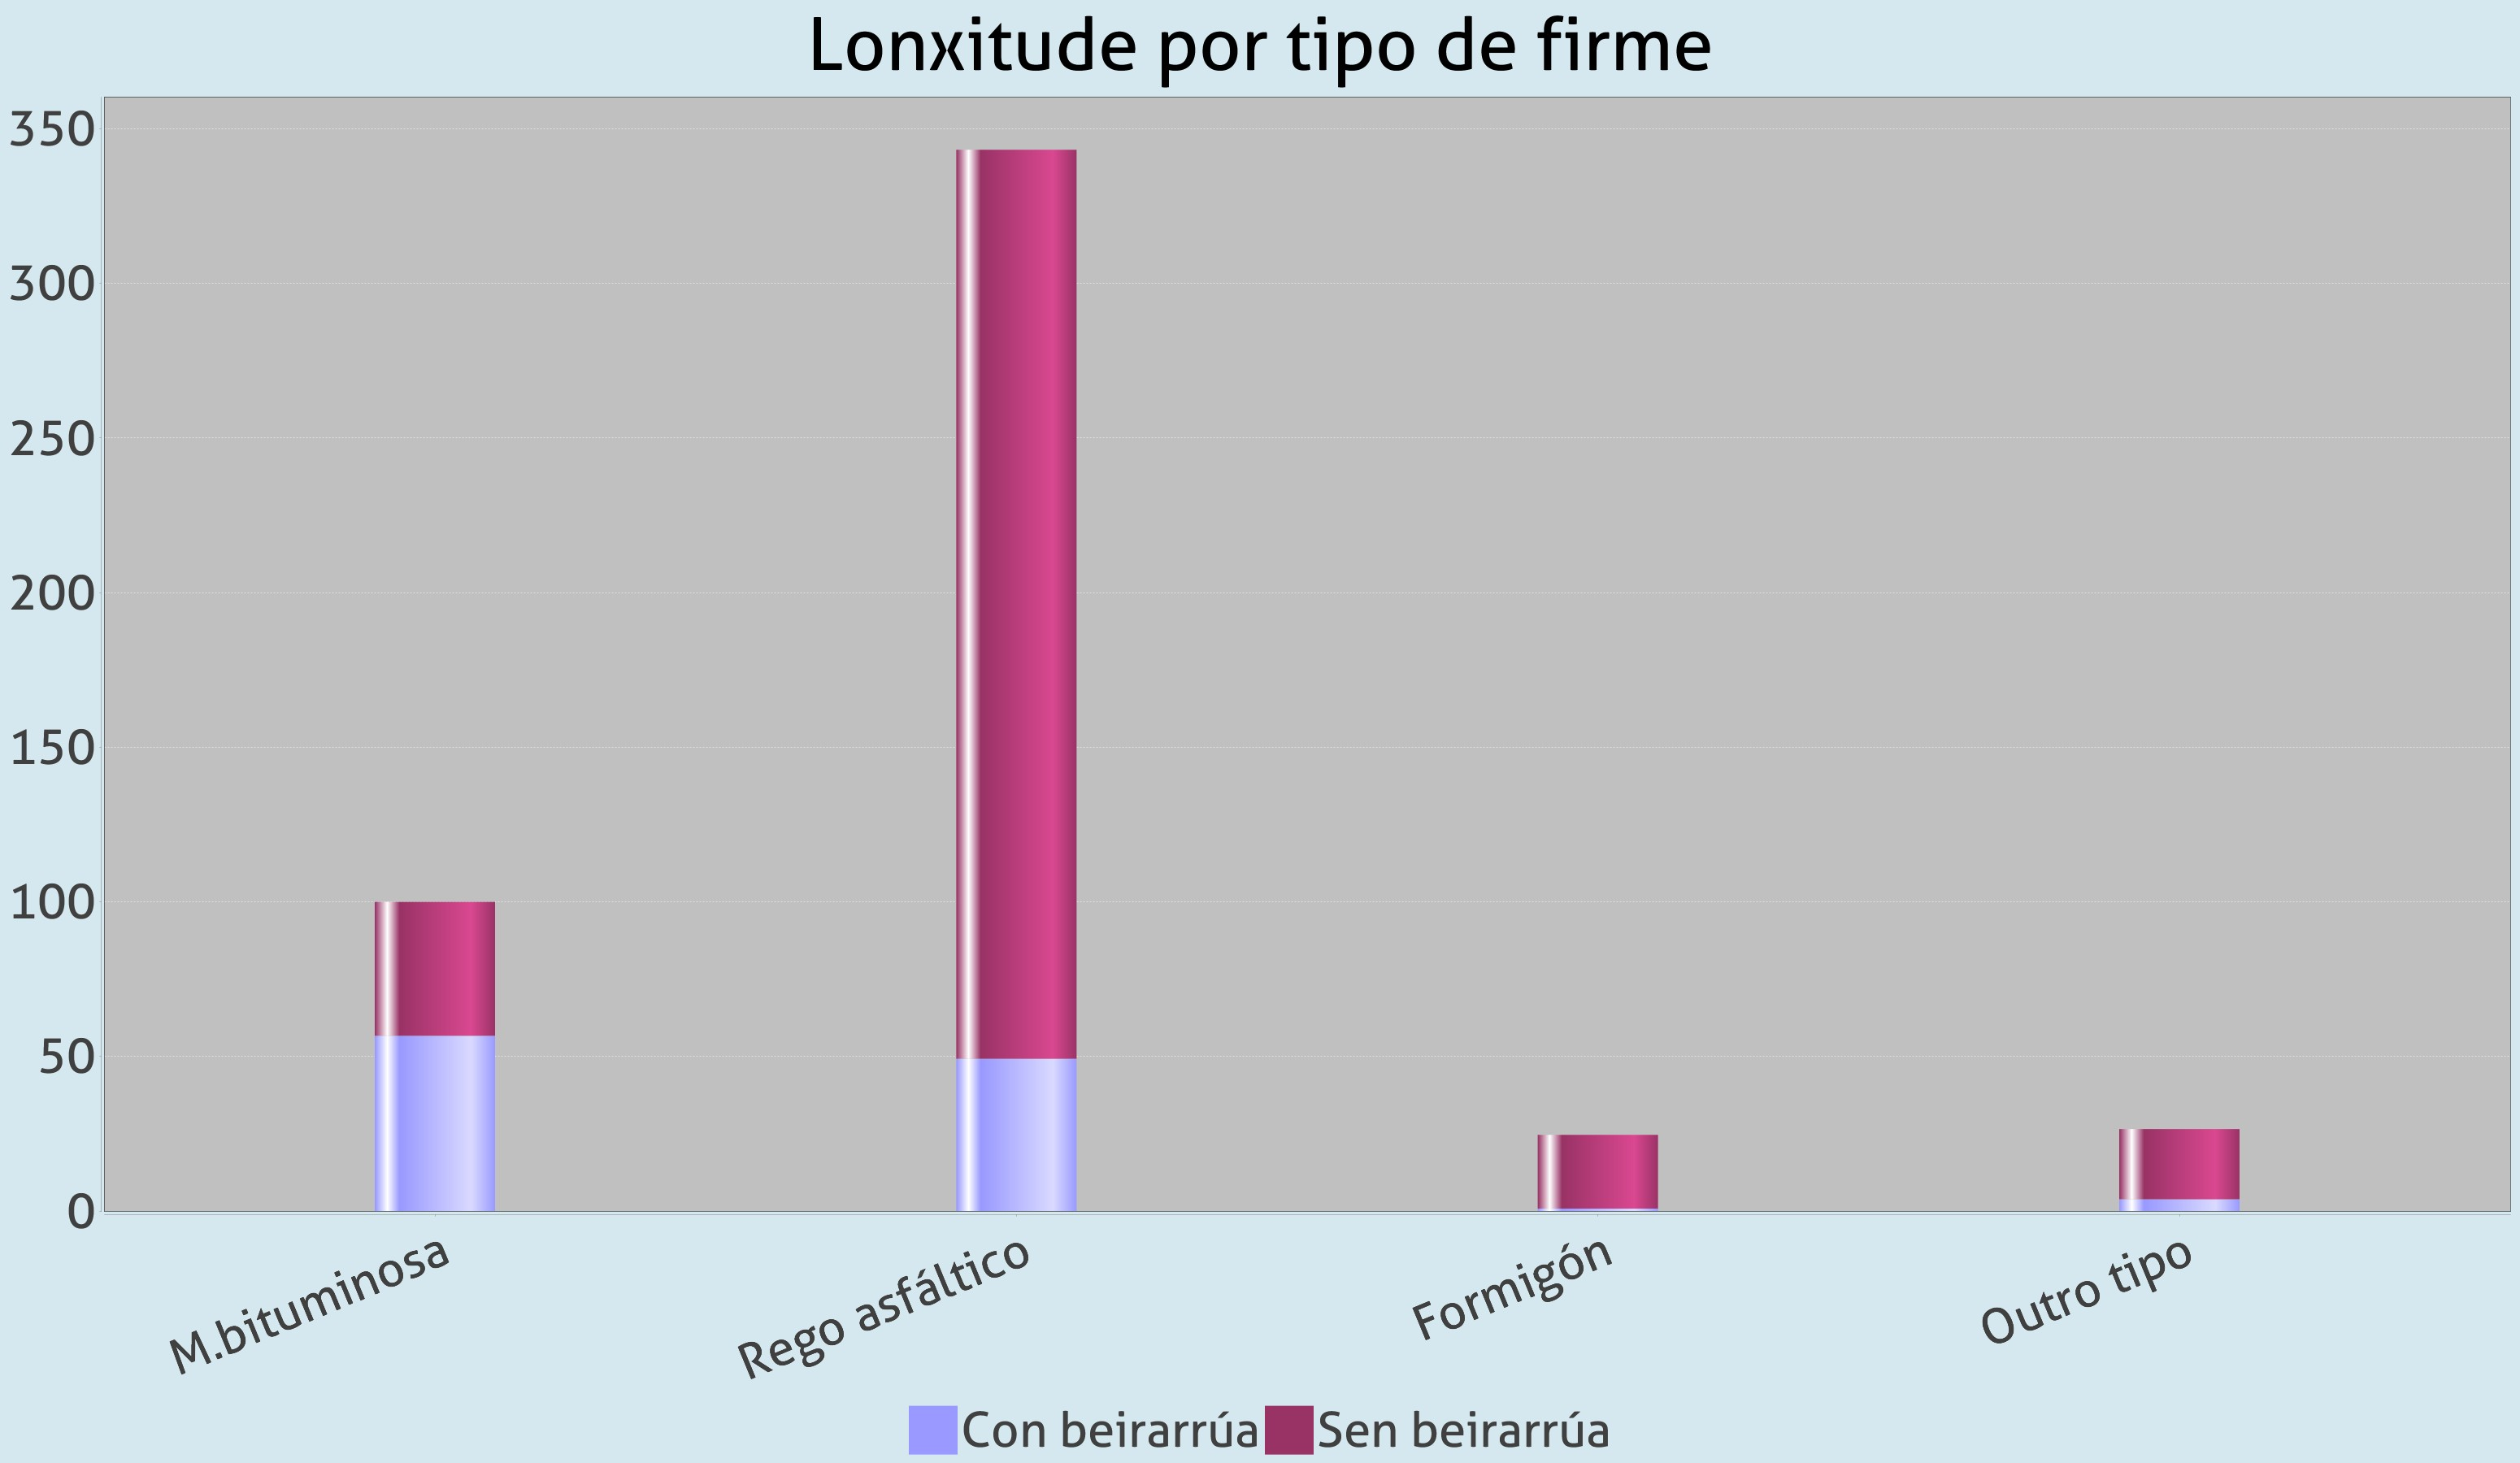 Lonxitude por tipo de firme
350
300
250
200
150
100
50
0
M.bituminosa
Rego asfáltico
Formigón
Outro tipo
Con beirarrúa
Sen beirarrúa